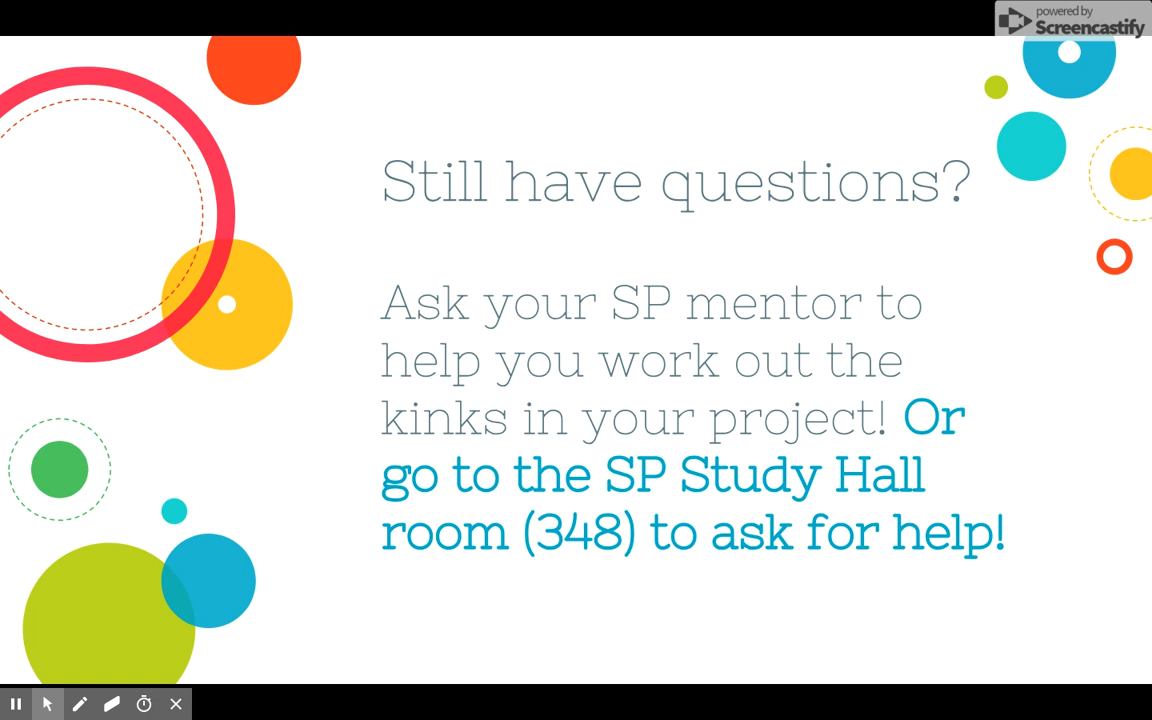 powered by
Screencastify
Still have questions?
Ask your SP mentor to
help you work out the
kinks in your project! Or
go to the SP Study Hall
room (348) to ask for help!